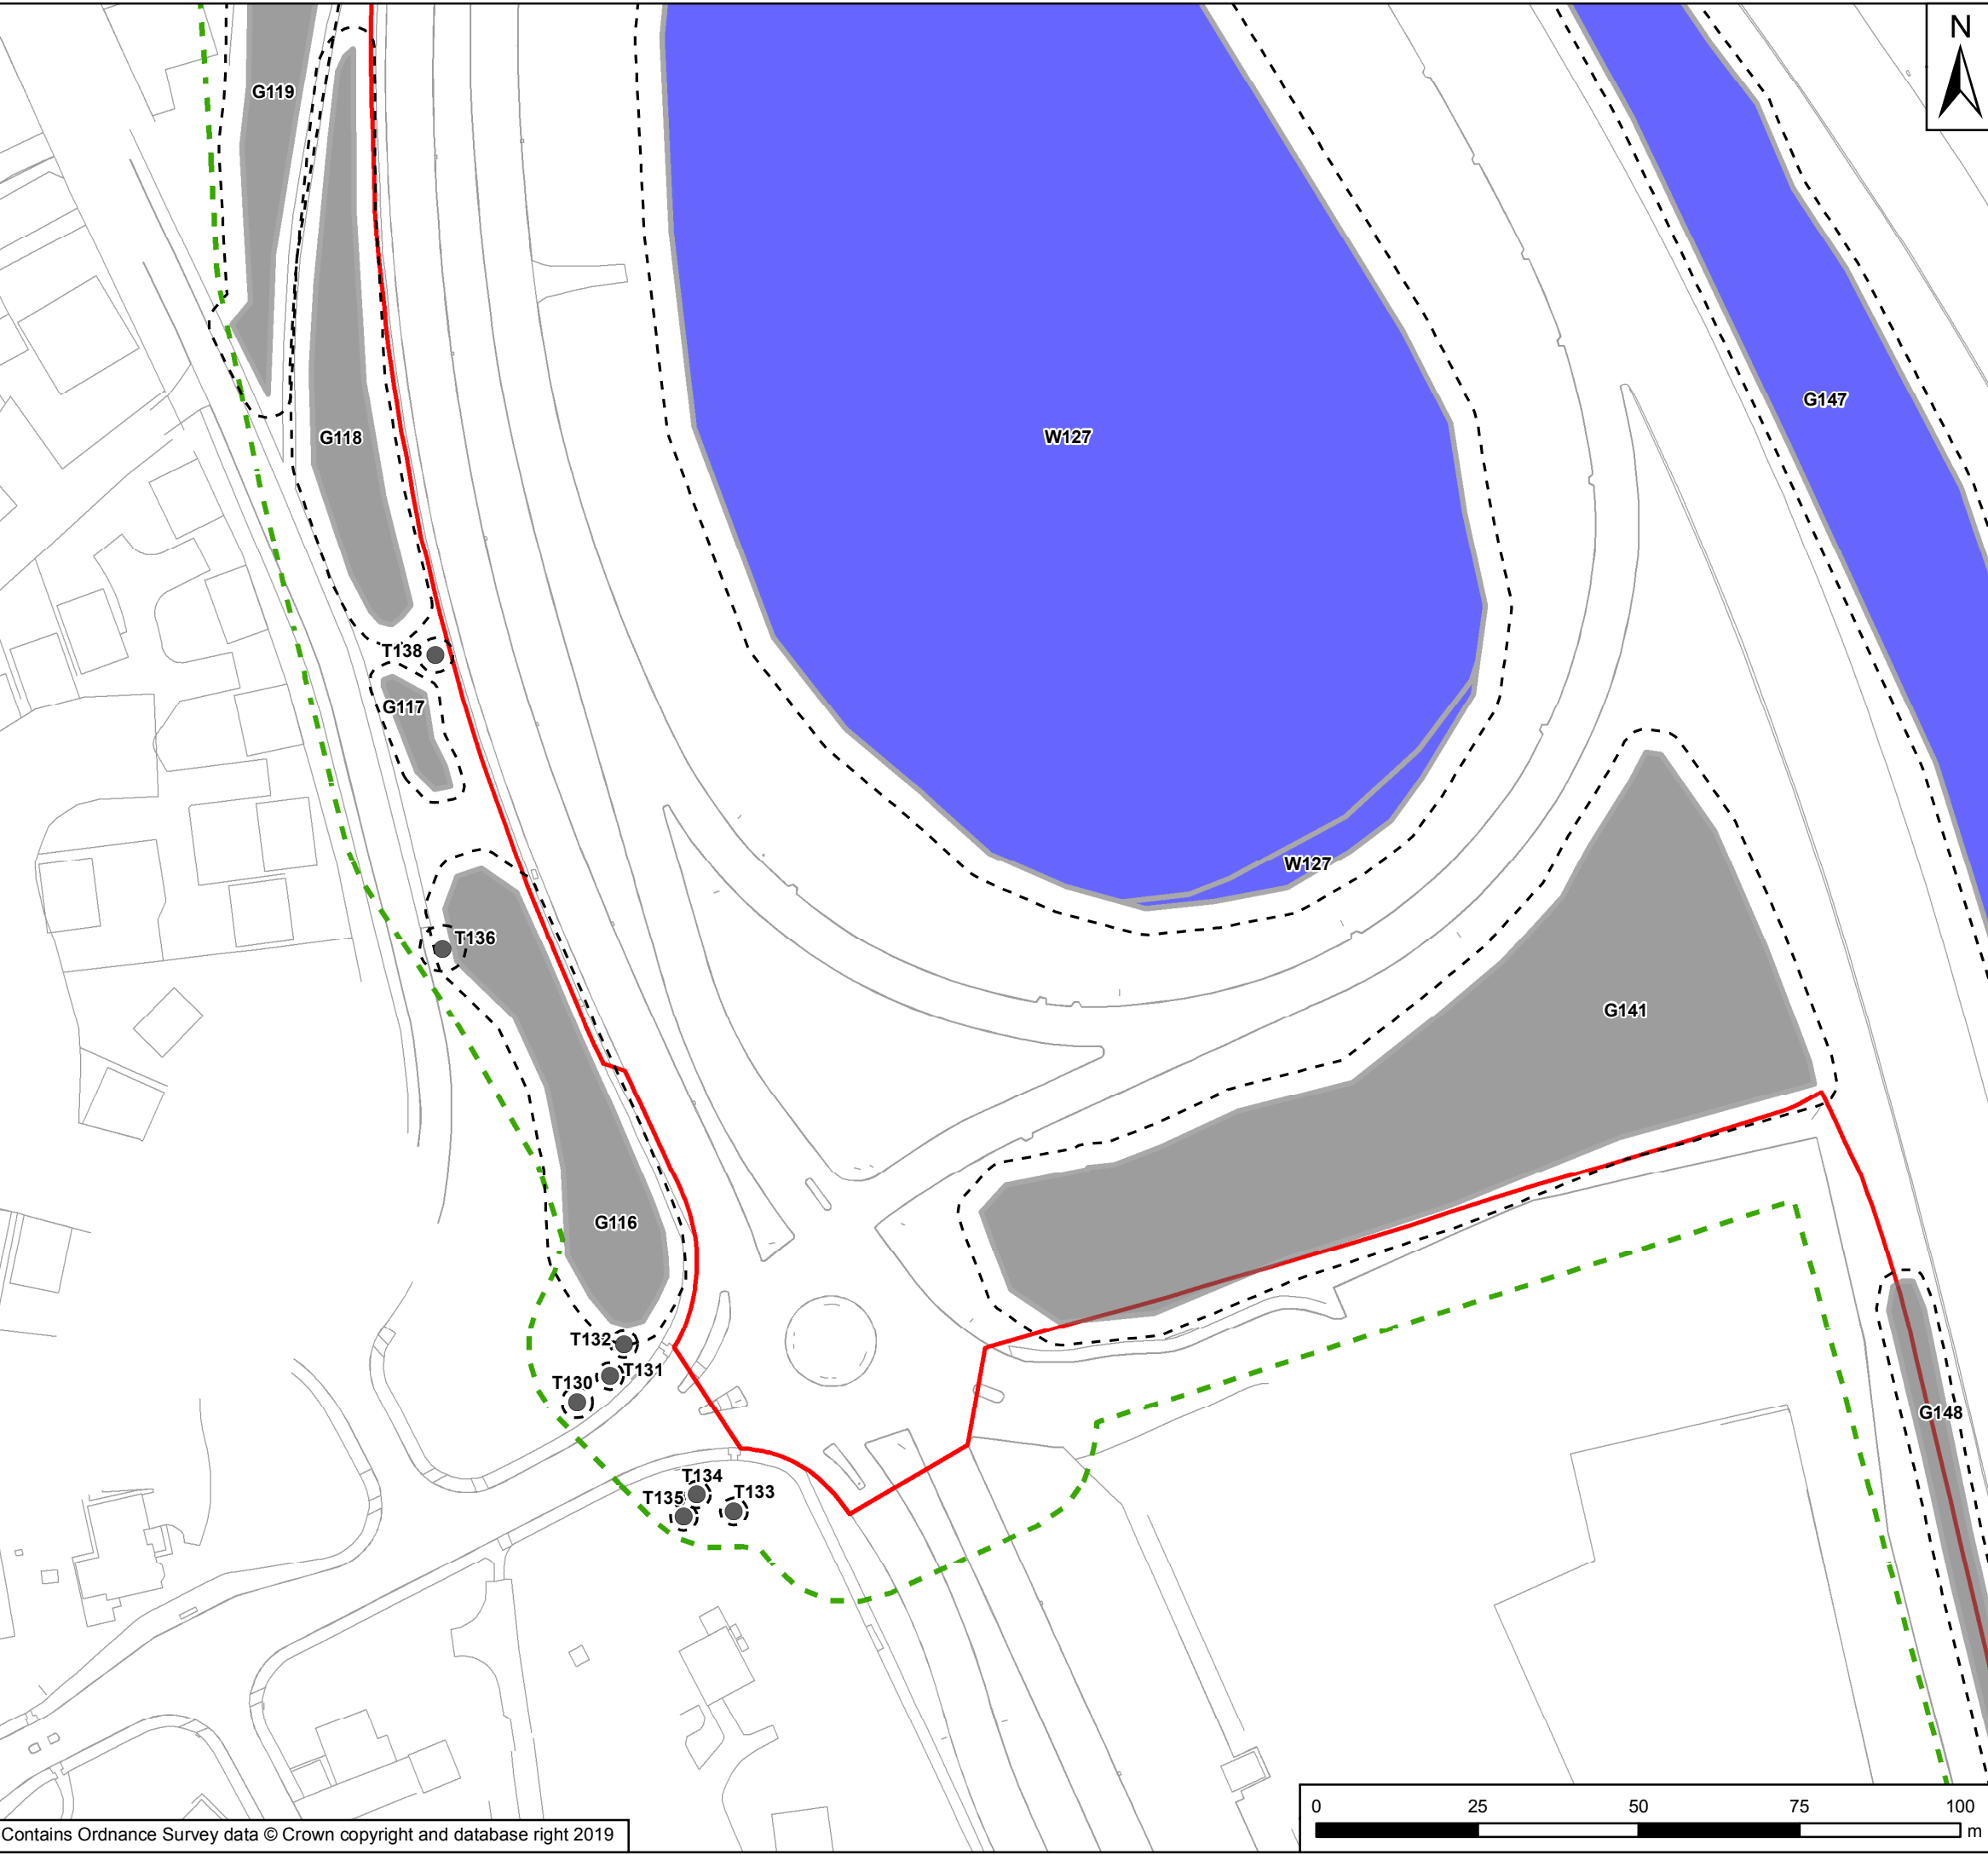 N
G119
G147
G118
W127
T138
G117
W127
T136
G141
G116
T132
T131
T130
G148
T134
T133
T135
0 25 50 75 100
m
Contains Ordnance Survey data © Crown copyright and database right 2019